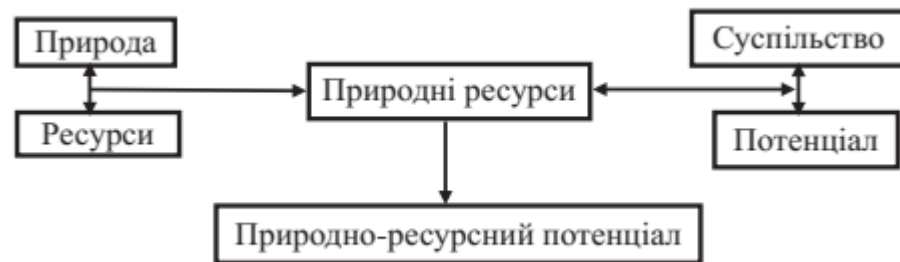 Природа
Суспільство
Природні ресурси
Ресурси
Потенціал
Природно-ресурсний потенціал